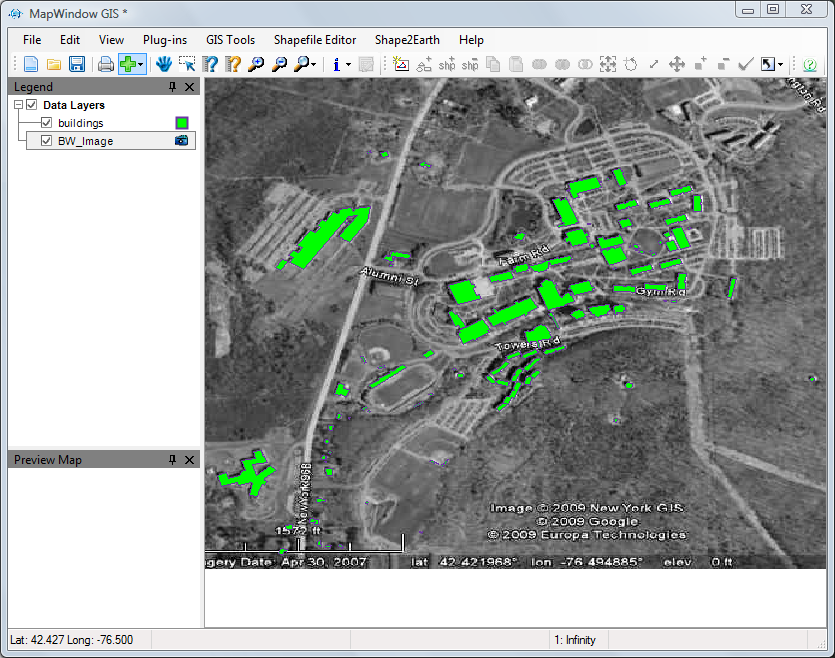 MapWindow GIS *
File Edit View Plug-ins GIS Tools Shapefile Editor Shape2Earth Help
shp shp
Legend
Data Layers
buildings
BW_Image
Preview Map
Farm Rd
Alumni St
Gym Rd
Towers Rd
New York 96B
1572 ft
Image © 2009 New York GIS
© 2009 Google
© 2009 Europa Technologies
gery Date: Apr 30, 2007 lat 42.421968° lon -76.494885° elev 0 ft
Lat: 42.427 Long: -76.500 1: Infinity